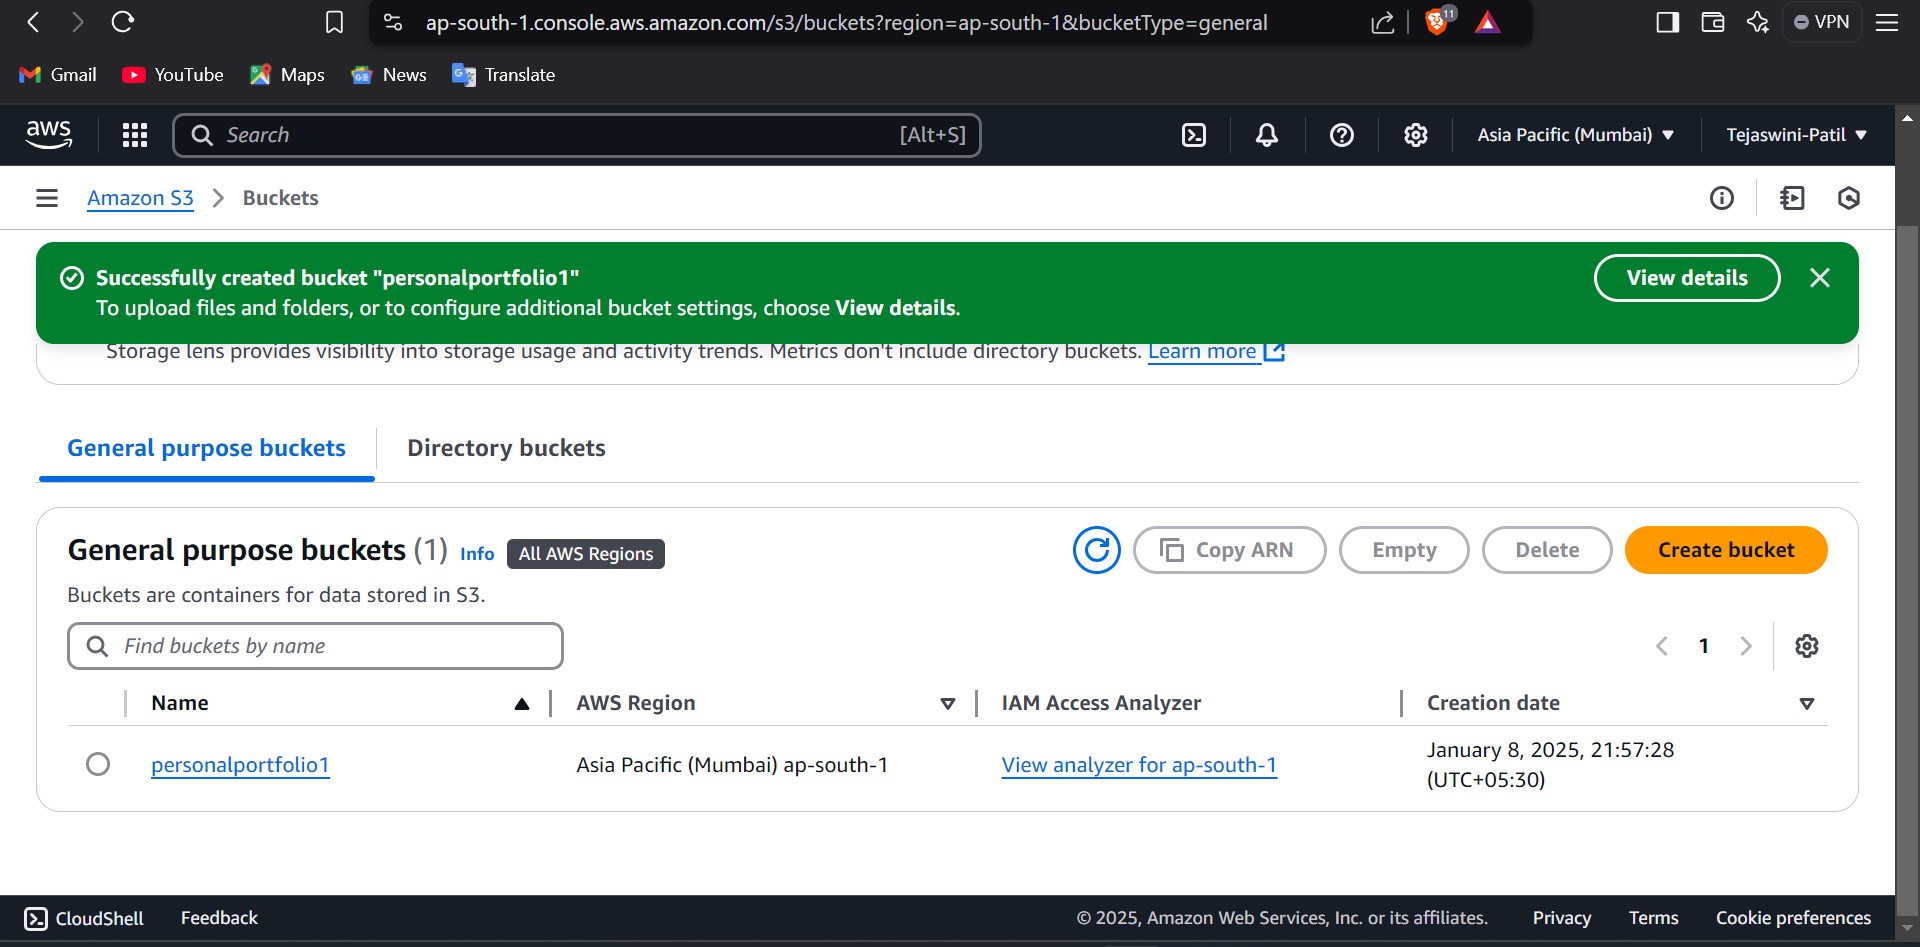 ap-south-1.console.aws.amazon.com/s3/buckets?region=ap-south-1&bucketType=general
11
VPN
Gmail
YouTube
Maps
News
Translate
aws
Search
[Alt+S]
Asia Pacific (Mumbai)
Tejaswini-Patil
Amazon S3
Buckets
Successfully created bucket "personalportfolio1"
To upload files and folders, or to configure additional bucket settings, choose View details.
View details
Storage lens provides visibility into storage usage and activity trends. Metrics don't include directory buckets. Learn more
General purpose buckets
Directory buckets
General purpose buckets (1)
Info
All AWS Regions
Copy ARN
Empty
Delete
Create bucket
Buckets are containers for data stored in S3.
Find buckets by name
1
Name
AWS Region
IAM Access Analyzer
Creation date
personalportfolio1
Asia Pacific (Mumbai) ap-south-1
View analyzer for ap-south-1
January 8, 2025, 21:57:28
(UTC+05:30)
CloudShell
Feedback
© 2025, Amazon Web Services, Inc. or its affiliates.
Privacy
Terms
Cookie preferences